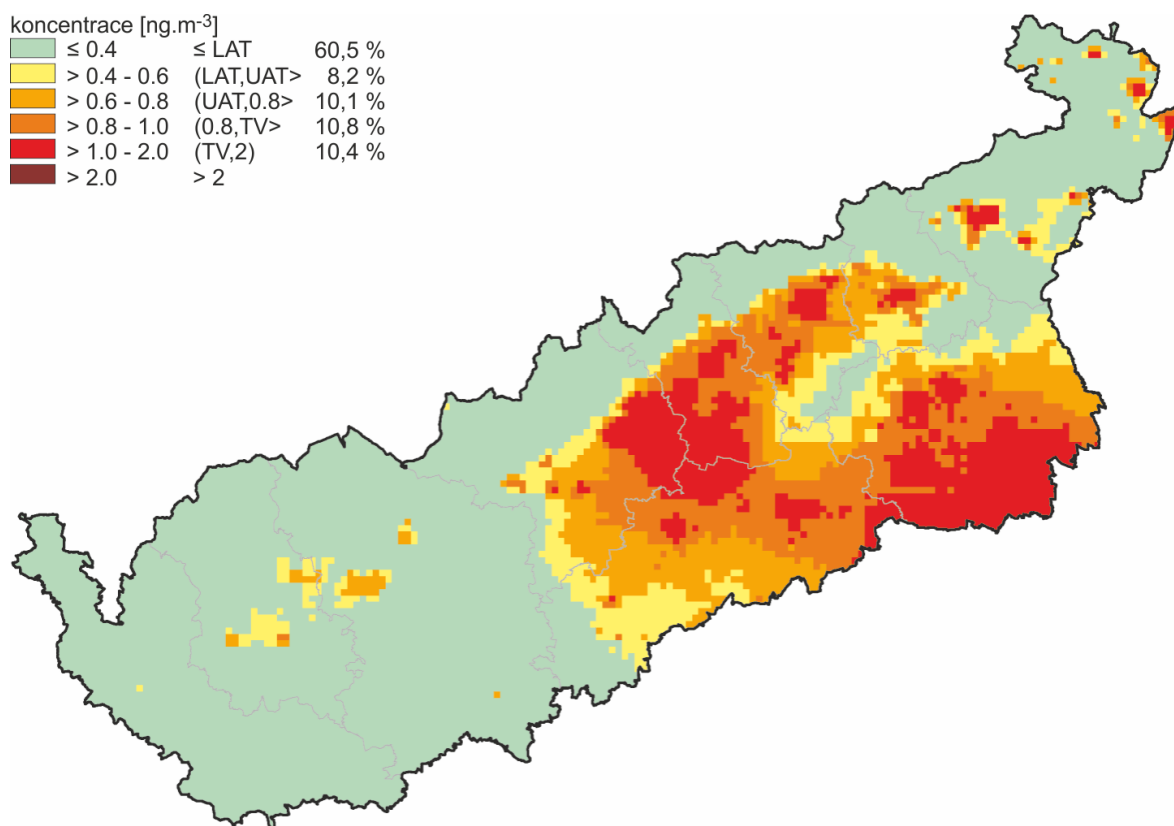 koncentrace [ng.m-3]
≤ 0.4 ≤ LAT 60,5 %
> 0.4 - 0.6 (LAT,UAT> 8,2 %
> 0.6 - 0.8 (UAT,0.8> 10,1 %
> 0.8 - 1.0 (0.8,TV> 10,8 %
> 1.0 - 2.0 (TV,2) 10,4 %
> 2.0 > 2